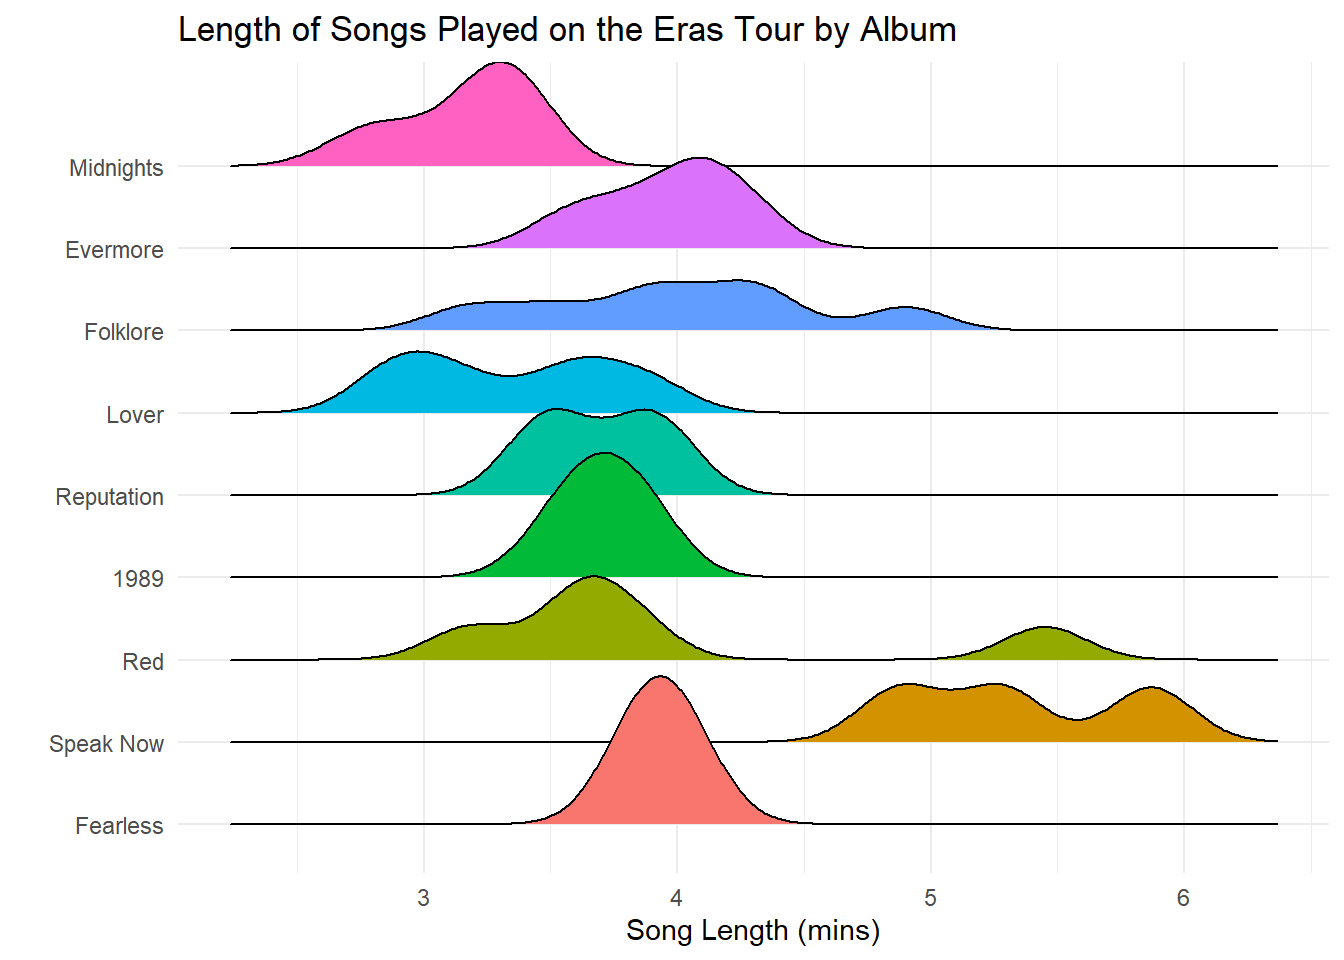 Length of Songs Played on the Eras Tour by Album
Midnights
Evermore
Folklore
Lover
Reputation
1989
Red
Speak Now
Fearless
3 4 5 6
Song Length (mins)